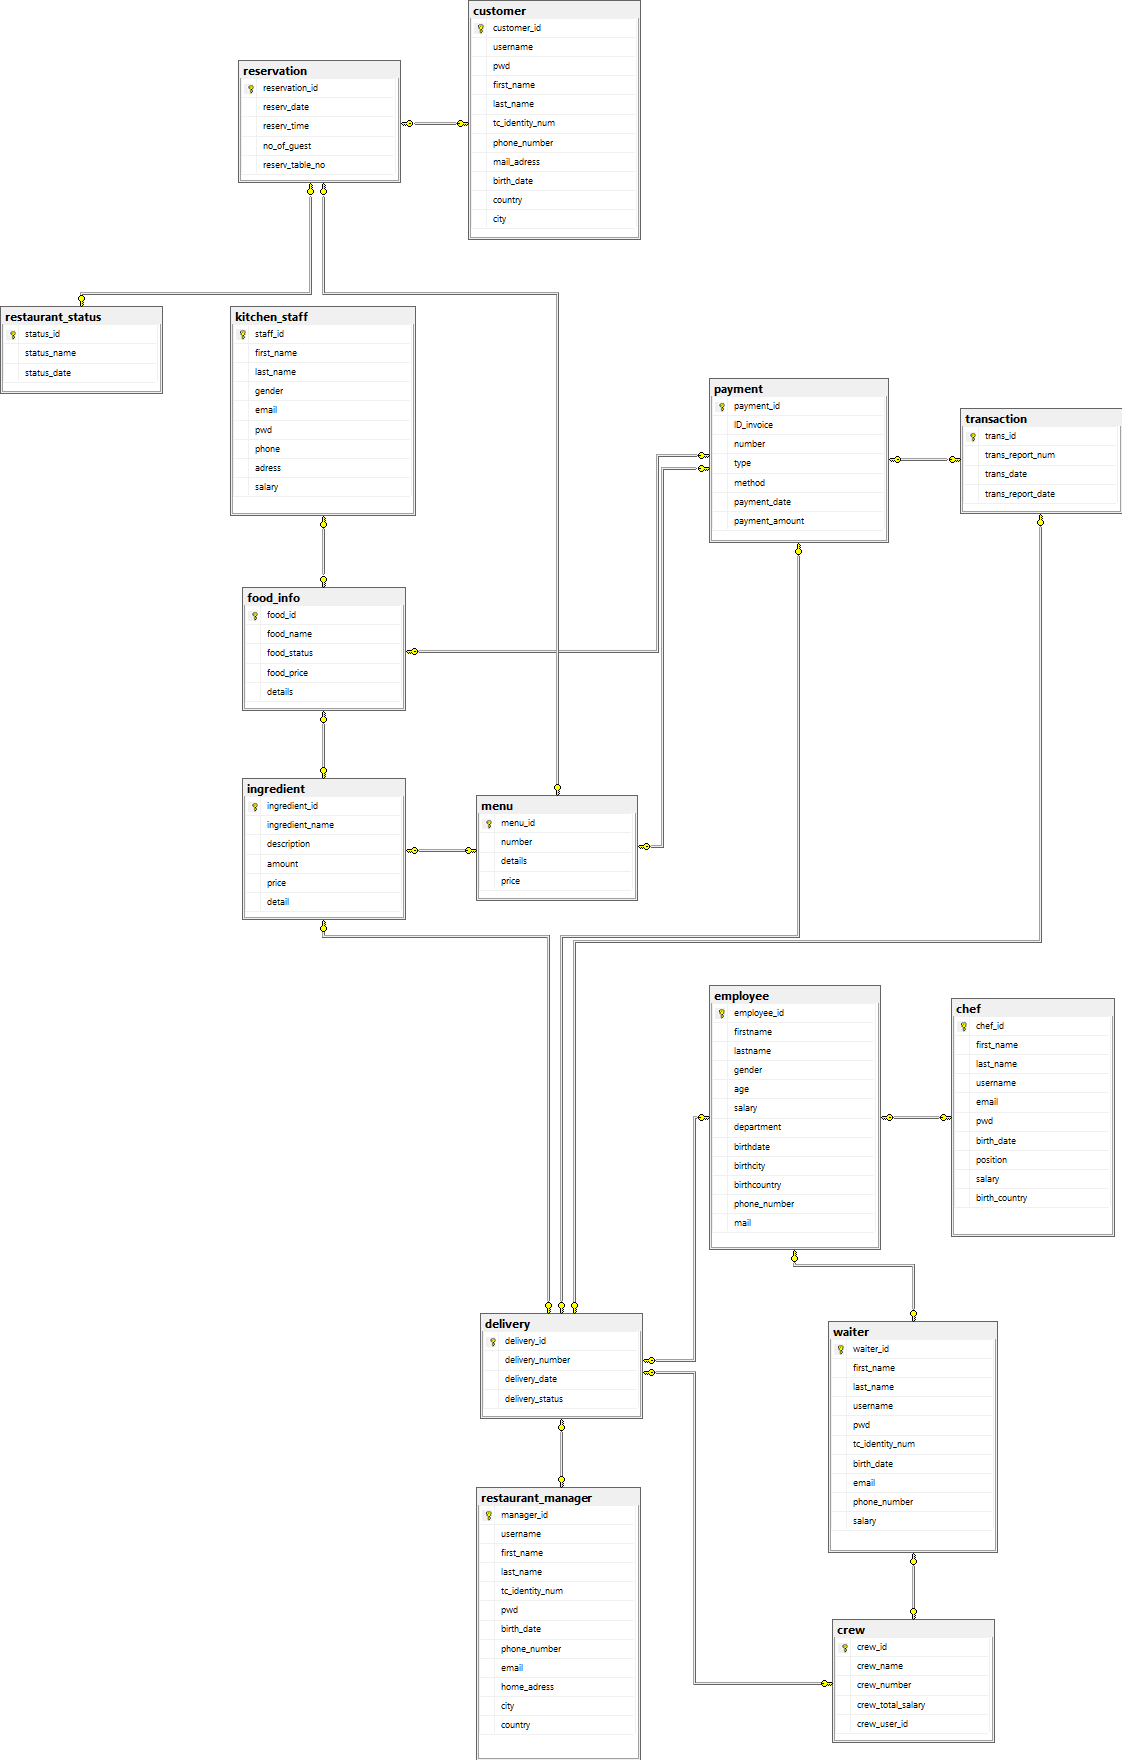 customer
customer_id
username
pwd
first_name
last_name
tc_identity_num
phone_number
mail_adress
birth_date
country
city
reservation
reservation_id
reserv_date
reserv_time
no_of_guest
reserv_table_no
restaurant_status
status_id
status_name
status_date
kitchen_staff
staff_id
first_name
last_name
gender
email
pwd
phone
adress
salary
payment
payment_id
ID_invoice
number
type
method
payment_date
payment_amount
transaction
trans_id
trans_report_num
trans_date
trans_report_date
food_info
food_id
food_name
food_status
food_price
details
ingredient
ingredient_id
ingredient_name
description
amount
price
detail
menu
menu_id
number
details
price
employee
employee_id
firstname
lastname
gender
age
salary
department
birthdate
birthcity
birthcountry
phone_number
mail
chef
chef_id
first_name
last_name
username
email
pwd
birth_date
position
salary
birth_country
delivery
delivery_id
delivery_number
delivery_date
delivery_status
waiter
waiter_id
first_name
last_name
username
pwd
tc_identity_num
birth_date
email
phone_number
salary
restaurant_manager
manager_id
username
first_name
last_name
tc_identity_num
pwd
birth_date
phone_number
email
home_adress
city
country
crew
crew_id
crew_name
crew_number
crew_total_salary
crew_user_id